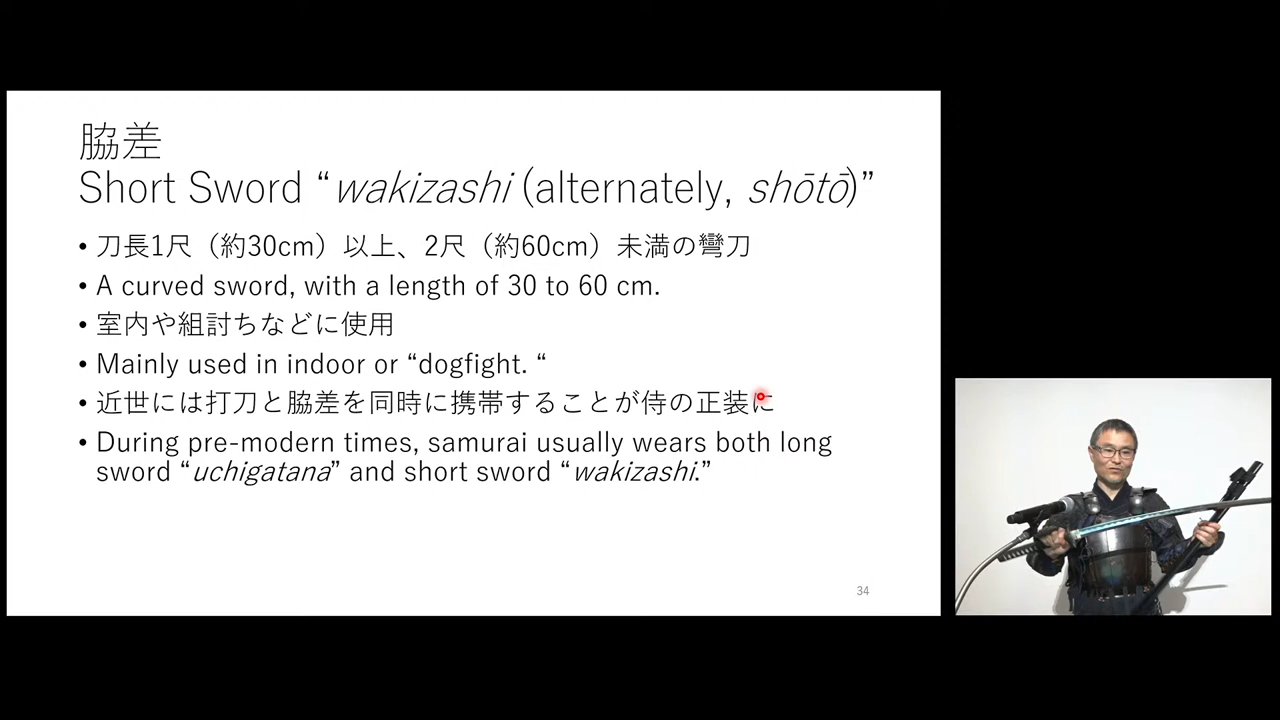 脇差
Short Sword “wakizashi (alternately, shōtō)”
• 刀長1尺（約30cm）以上、2尺（約60cm）未満の彎刀
• A curved sword, with a length of 30 to 60 cm.
• 室内や組討ちなどに使用
• Mainly used in indoor or “dogfight. “
• 近世には打刀と脇差を同時に携帯することが侍の正装に
• During pre-modern times, samurai usually wears both long
sword “uchigatana” and short sword “wakizashi.”
34